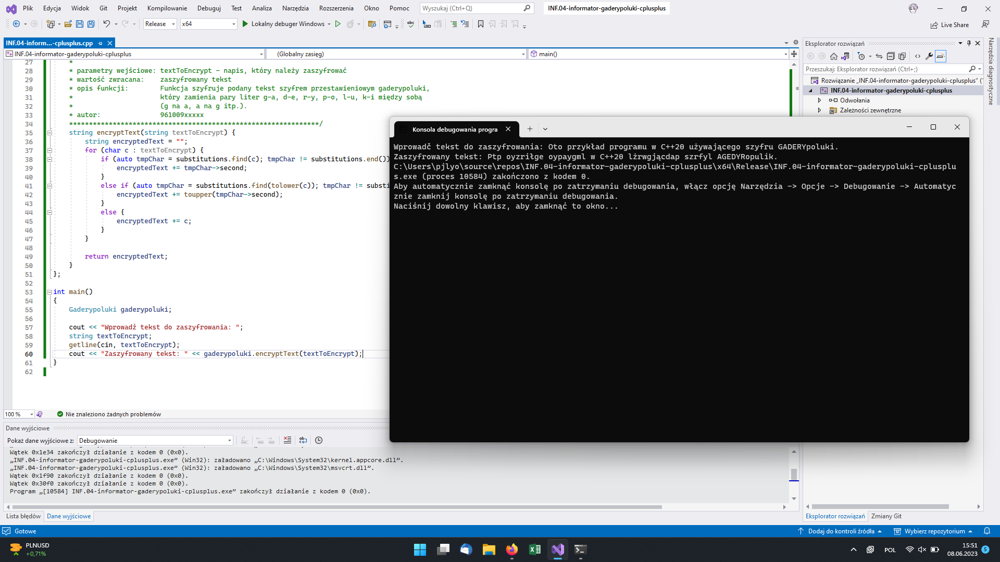 Plik Edycja Widok Git Projekt Kompilowanie Debuguj Test Analiza Narzędzia Rozszerzenia Okno Pomoc Wyszukaj (Ctrl+Q) INF.04-informator-gaderypoluki-cplusplus
Release x64 Lokalny debuger Windows Live Share
INF.04-inform...-cplusplus.cpp
INF.04-informator-gaderypoluki-cplusplus (Globalny zasięg) main()
27 *
28 * parametry wejściowe: textToEncrypt - napis, który należy zaszyfrować
29 * wartość zwracana: zaszyfrowany tekst
30 * opis funkcji: Funkcja szyfruje podany tekst szyfrem przestawieniowym gaderypoluki,
31 * który zamienia pary liter g-a, d-e, r-y, p-o, l-u, k-i między sobą
32 * (g na a, a na g itp.).
33 * autor: 961009xxxxx
34 ***************************************************************/
35 string encryptText(string textToEncrypt) {
36 string encryptedText = "";
37 for (char c : textToEncrypt) {
38 if (auto tmpChar = substitutions.find(c); tmpChar != substitutions.end())
39 encryptedText += tmpChar->second;
40 }
41 else if (auto tmpChar = substitutions.find(tolower(c)); tmpChar != substi
42 encryptedText += toupper(tmpChar->second);
43 }
44 else {
45 encryptedText += c;
46 }
47 }
48
49 return encryptedText;
50 }
51 };
52
53 int main()
54 {
55 Gaderypoluki gaderypoluki;
56
57 cout << "Wprowadź tekst do zaszyfrowania: ";
58 string textToEncrypt;
59 getline(cin, textToEncrypt);
60 cout << "Zaszyfrowany tekst: " << gaderypoluki.encryptText(textToEncrypt);
61 }
62
100 % Nie znaleziono żadnych problemów
Dane wyjściowe
Pokaż dane wyjściowe z: Debugowanie
Wątek 0x1e34 zakończył działanie z kodem 0 (0x0).
„INF.04-informator-gaderypoluki-cplusplus.exe” (Win32): załadowano „C:\Windows\System32\kernel.appcore.dll”.
„INF.04-informator-gaderypoluki-cplusplus.exe” (Win32): załadowano „C:\Windows\System32\msvcrt.dll”.
Wątek 0x1f90 zakończył działanie z kodem 0 (0x0).
Wątek 0x30f0 zakończył działanie z kodem 0 (0x0).
Program „[10584] INF.04-informator-gaderypoluki-cplusplus.exe” zakończył działanie z kodem 0 (0x0).
Lista błędów Dane wyjściowe
Konsola debugowania progra
Wprowadč tekst do zaszyfrowania: Oto przykład programu w C++20 używającego szyfru GADERYpoluki.
Zaszyfrowany tekst: Ptp oyzriłge oypaygml w C++20 lżrwgjącdap szrfyl AGEDYRopulik.
C:\Users\pjlyo\source\repos\INF.04-informator-gaderypoluki-cplusplus\x64\Release\INF.04-informator-gaderypoluki-cplusplu
s.exe (proces 10584) zakończono z kodem 0.
Aby automatycznie zamknąć konsolę po zatrzymaniu debugowania, włącz opcję Narzędzia -> Opcje -> Debugowanie -> Automatyc
znie zamknij konsolę po zatrzymaniu debugowania.
Naciśnij dowolny klawisz, aby zamknąć to okno...
Eksplorator rozwiązań
Przeszukaj: Eksplorator rozwiązań (Ctrl+;)
Rozwiązanie „INF.04-informator-gaderypoluki-cplusplus”
INF.04-informator-gaderypoluki-cplusplus
Odwołania
Zależności zewnętrzne
Eksplorator rozwiązań Zmiany Git
Narzędzia diagnostyczne
Gotowe Dodaj do kontroli źródła Wybierz repozytorium
PLNUSD
+0,71%
POL
15:51
08.06.2023
5